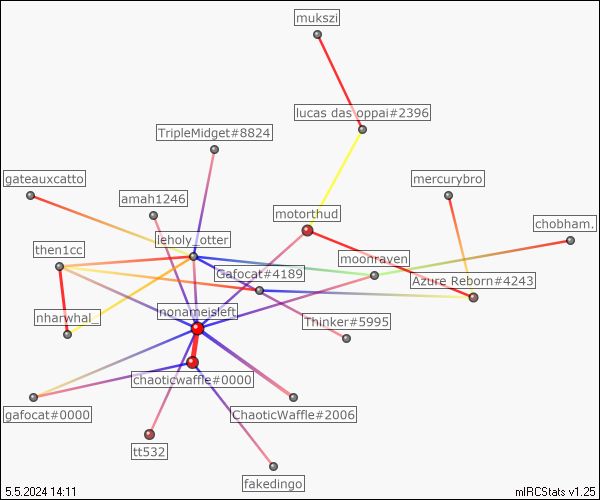 mukszi
lucas das oppai#2396
TripleMidget#8824
gateauxcatto
mercurybro
amah1246
motorthud
chobham.
leholy_otter
then1cc
moonraven
Gafocat#4189
Azure Reborn#4243
nonameisleft
nharwhal_
Thinker#5995
chaoticwaffle#0000
gafocat#0000
ChaoticWaffle#2006
tt532
fakedingo
5.5.2024 14:11
mIRCStats v1.25